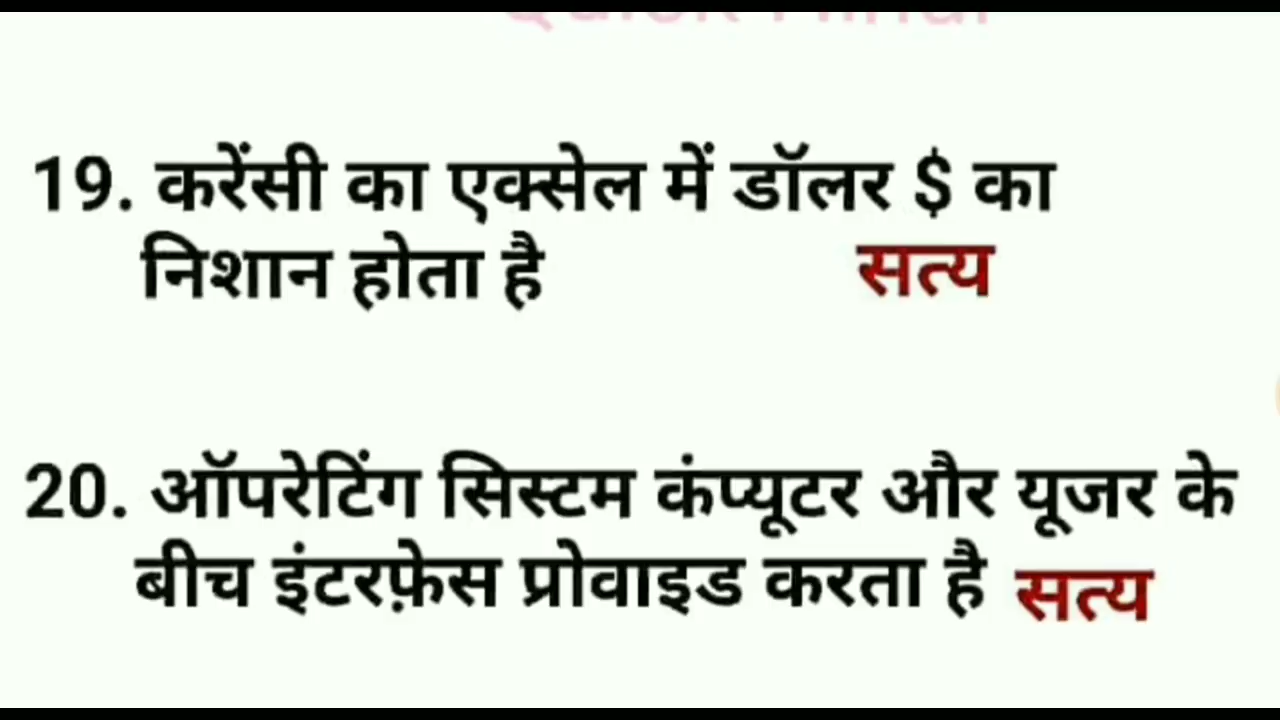 19. करेंसी का एक्सेल में डॉलर $ का
निशान होता है सत्य
20. ऑपरेटिंग सिस्टम कंप्यूटर और यूजर के
बीच इंटरफ़ेस प्रोवाइड करता है सत्य